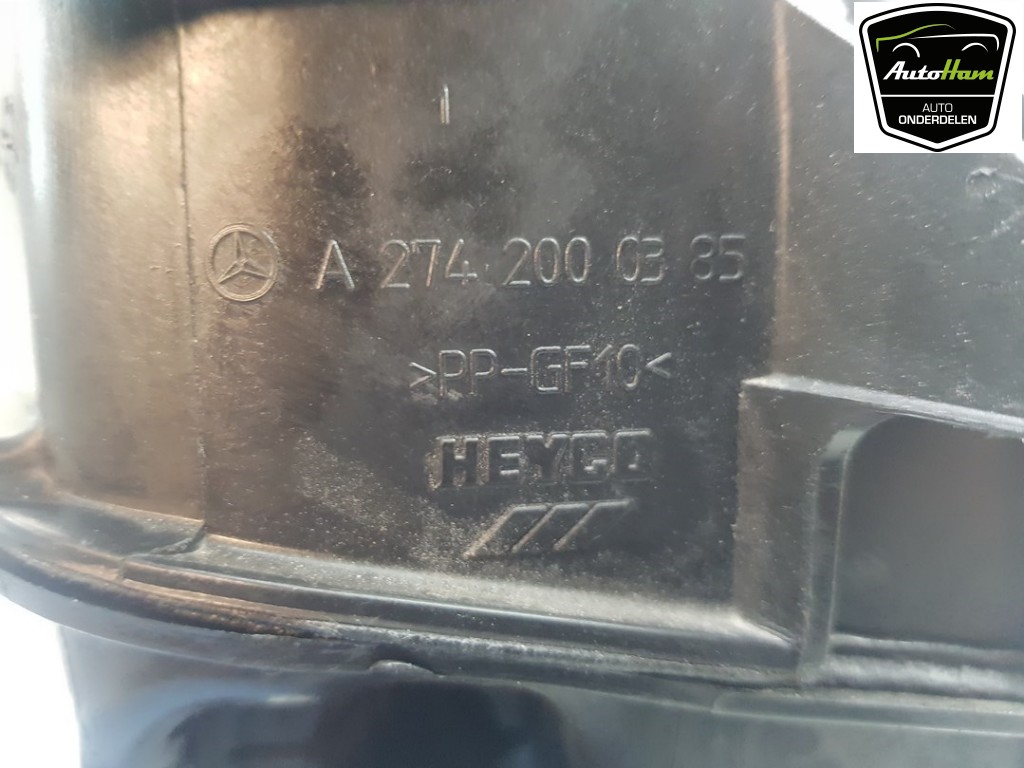 AutoHam
AUTO
ONDERDELEN
A 274 200 03 85
>PP-GF10<
HEYCO